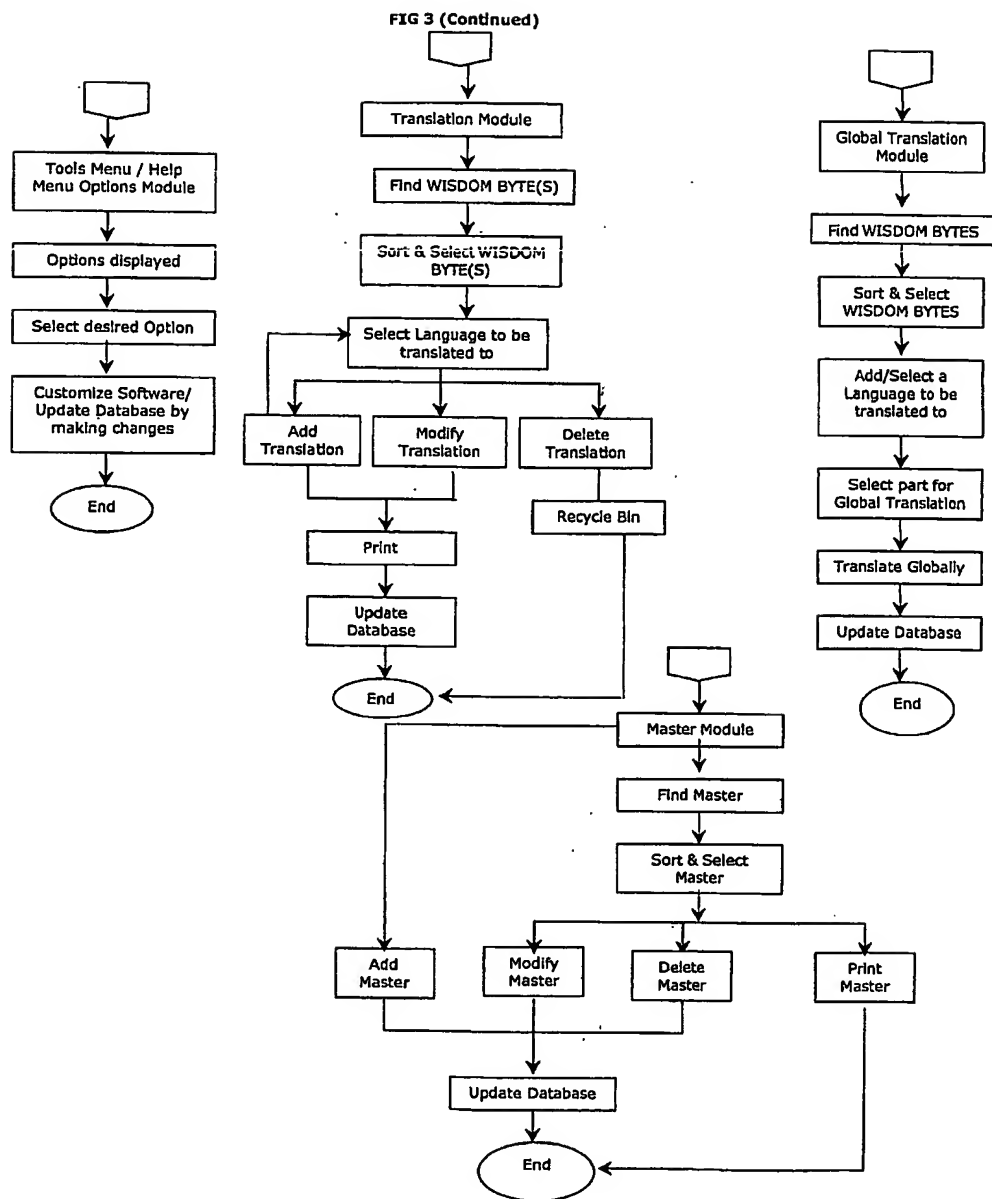 FIG 3 (Continued)
Tools Menu / Help
Menu Options Module
Options displayed
Select desired Option
Customize Software/
Update Database by
making changes
End
Translation Module
Find WISDOM BYTE(S)
Sort & Select WISDOM
BYTE(S)
Select Language to be
translated to
Add
Translation
Modify
Translation
Delete
Translation
Recycle Bin
Print
Update
Database
End
Global Translation
Module
Find WISDOM BYTES
Sort & Select
WISDOM BYTES
Add/Select a
Language to be
translated to
Select part for
Global Translation
Translate Globally
Update Database
End
Master Module
Find Master
Sort & Select
Master
Add
Master
Modify
Master
Delete
Master
Print
Master
Update Database
End